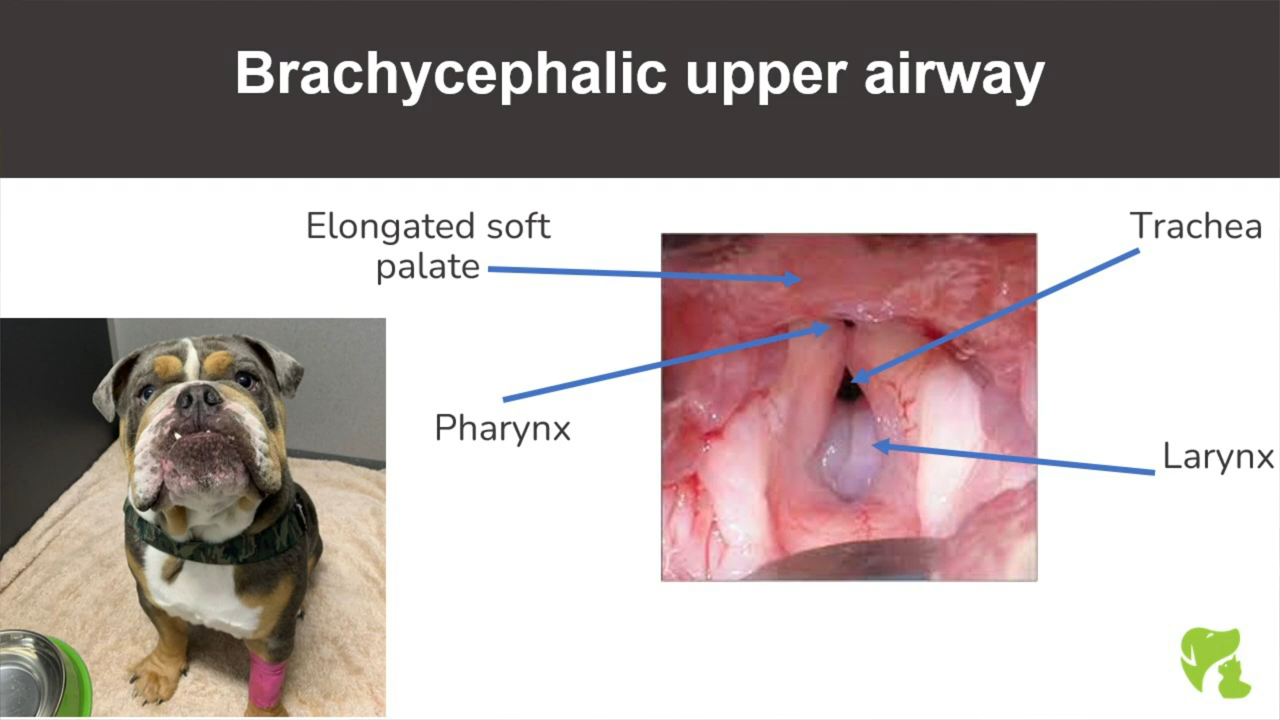 Brachycephalic upper airway
Elongated soft
palate
Trachea
Pharynx
Larynx